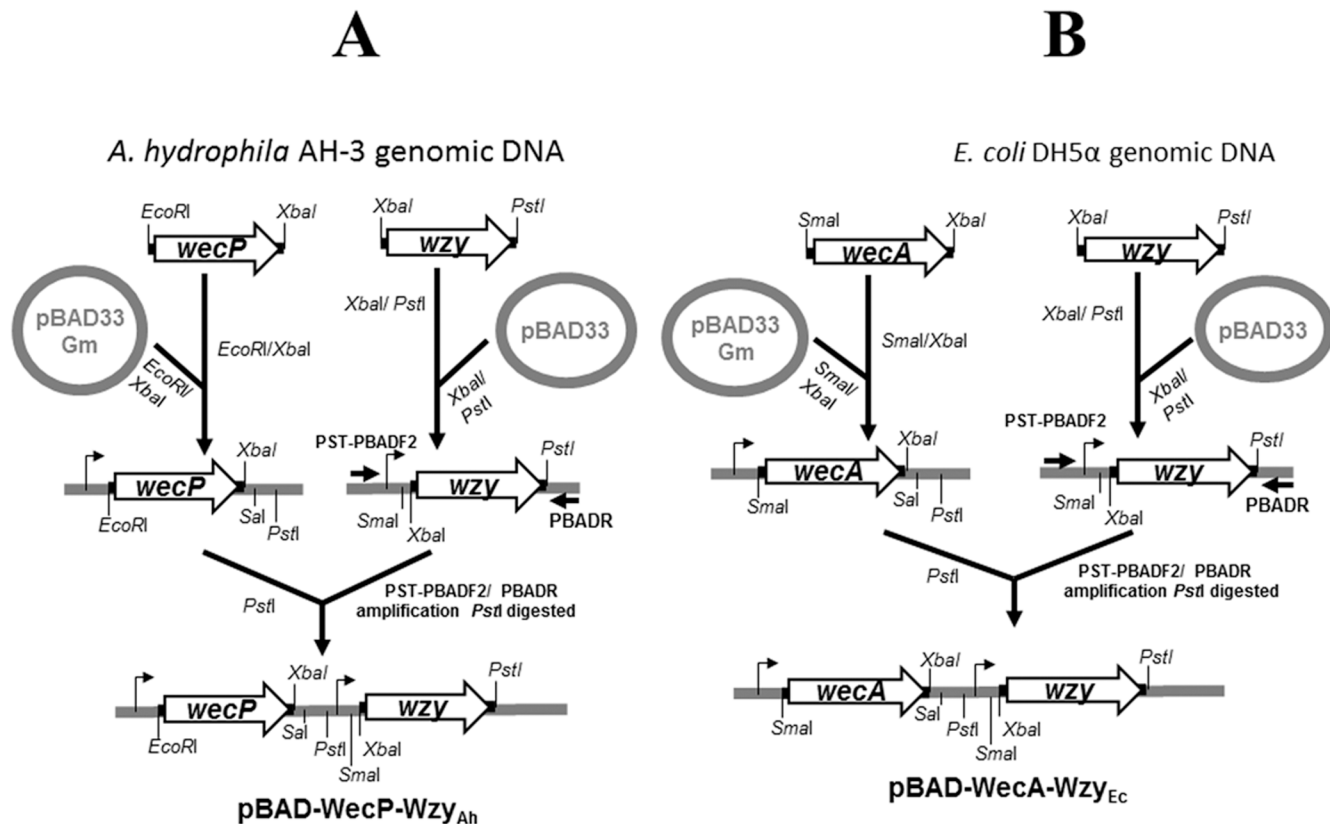 A
A. hydrophila AH-3 genomic DNA
EcoRI
XbaI
wecP
XbaI
PstI
wzy
pBAD33
Gm
EcoRI/XbaI
EcoRI/
XbaI
XbaI/ PstI
pBAD33
XbaI/
PstI
XbaI
wecP
EcoRI
SalI
PstI
PST-PBADF2
PstI
wzy
SmaI
XbaI
PBADR
PstI
PST-PBADF2/ PBADR
amplification PstI digested
XbaI
PstI
wecP
wzy
EcoRI
SalI
PstI
SmaI
XbaI
pBAD-WecP-WzyAh
B
E. coli DH5α genomic DNA
SmaI
XbaI
wecA
XbaI
PstI
wzy
pBAD33
Gm
SmaI/XbaI
SmaI/
XbaI
XbaI/ PstI
pBAD33
XbaI/
PstI
XbaI
wecA
SmaI
SalI
PstI
PST-PBADF2
PstI
wzy
SmaI
XbaI
PBADR
PstI
PST-PBADF2/ PBADR
amplification PstI digested
XbaI
PstI
wecA
wzy
SmaI
SalI
PstI
SmaI
XbaI
pBAD-WecA-WzyEc